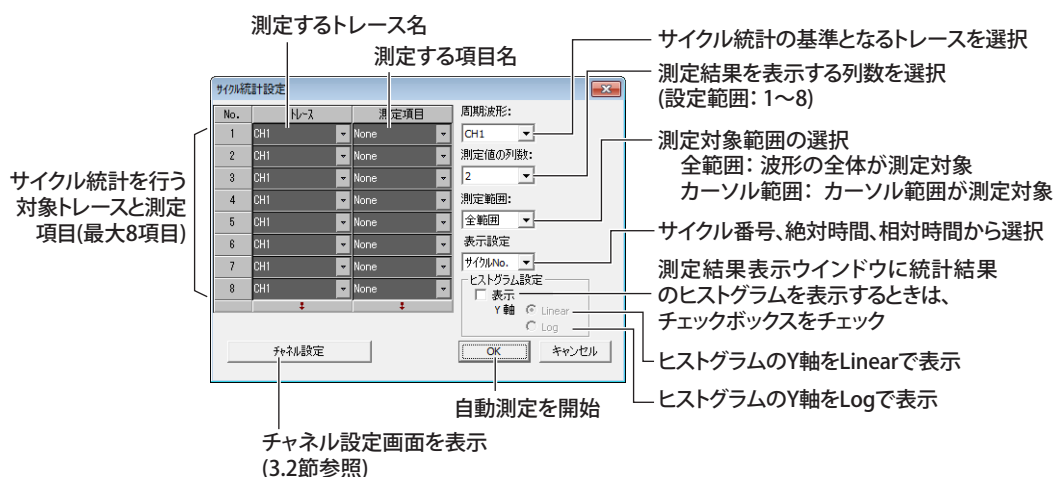 測定するトレース名
測定する項目名
サイクル統計の基準となるトレースを選択
測定結果を表示する列数を選択
(設定範囲：1～8)
測定対象範囲の選択
全範囲：波形の全体が測定対象
カーソル範囲：カーソル範囲が測定対象
サイクル番号、絶対時間、相対時間から選択
測定結果表示ウインドウに統計結果
のヒストグラムを表示するときは、
チェックボックスをチェック
ヒストグラムのY軸をLinearで表示
ヒストグラムのY軸をLogで表示
サイクル統計を行う
対象トレースと測定
項目(最大8項目)
サイクル統計設定
No. トレース 測定項目
1 CH1 None
2 CH1 None
3 CH1 None
4 CH1 None
5 CH1 None
6 CH1 None
7 CH1 None
8 CH1 None
周期波形:
CH1
測定値の列数:
2
測定範囲:
全範囲
表示設定
サイクルNo.
ヒストグラム設定
表示
Y 軸 Linear
Log
チャネル設定
OK キャンセル
自動測定を開始
チャネル設定画面を表示
(3.2節参照)